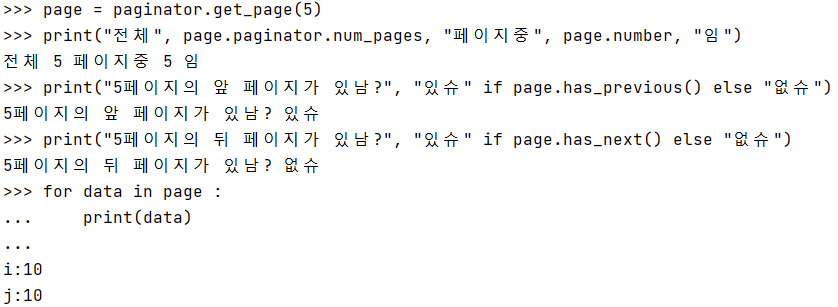 >>> page = paginator.get_page(5)
>>> print("전체", page.paginator.num_pages, "페이지중", page.number, "임")
전체 5 페이지중 5 임
>>> print("5페이지의 앞 페이지가 있남?", "있슈" if page.has_previous() else "없슈")
5페이지의 앞 페이지가 있남? 있슈
>>> print("5페이지의 뒤 페이지가 있남?", "있슈" if page.has_next() else "없슈")
5페이지의 뒤 페이지가 있남? 없슈
>>> for data in page :
...     print(data)
...
i:10
j:10